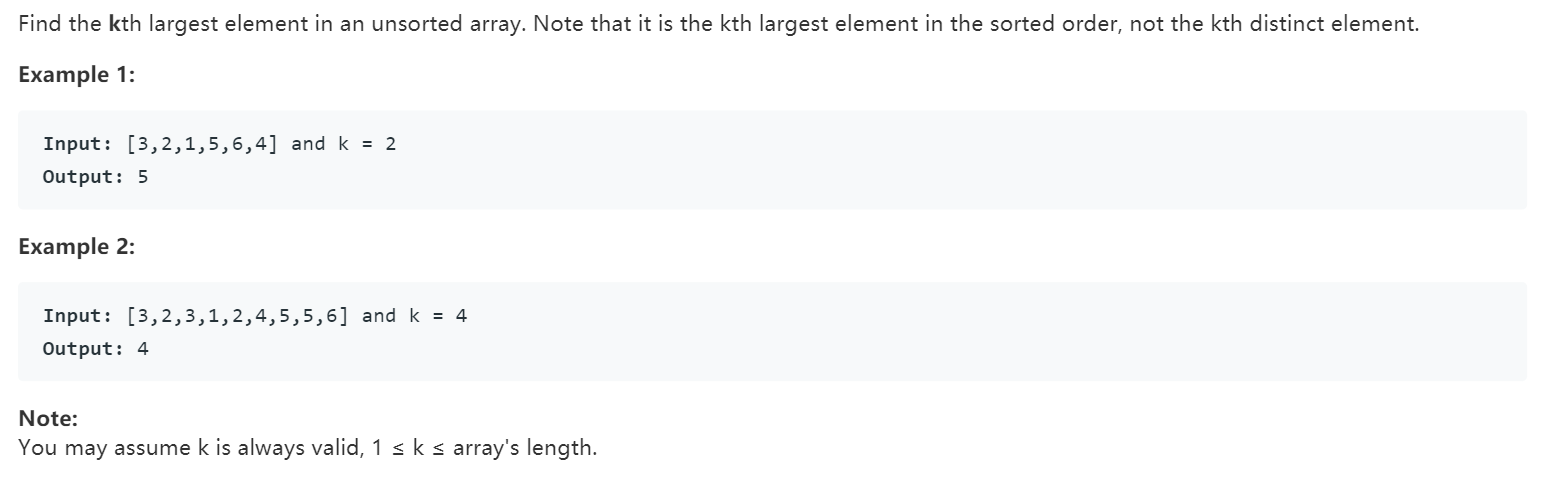 Find the kth largest element in an unsorted array. Note that it is the kth largest element in the sorted order, not the kth distinct element.
Example 1:
Input: [3,2,1,5,6,4] and k = 2
Output: 5
Example 2:
Input: [3,2,3,1,2,4,5,5,6] and k = 4
Output: 4
Note:
You may assume k is always valid, 1 ≤ k ≤ array's length.